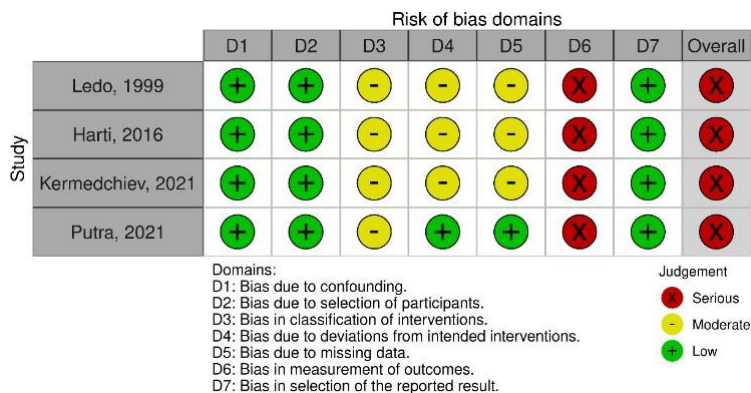 Risk of bias domains
D1 D2 D3 D4 D5 D6 D7 Overall
Study
Ledo, 1999 + + - - - X + X
Harti, 2016 + + - - - X + X
Kermedchiev, 2021 + + - - - X + X
Putra, 2021 + + - + + X + X
Domains:
D1: Bias due to confounding.
D2: Bias due to selection of participants.
D3: Bias in classification of interventions.
D4: Bias due to deviations from intended interventions.
D5: Bias due to missing data.
D6: Bias in measurement of outcomes.
D7: Bias in selection of the reported result.
Judgement
X Serious
- Moderate
+ Low